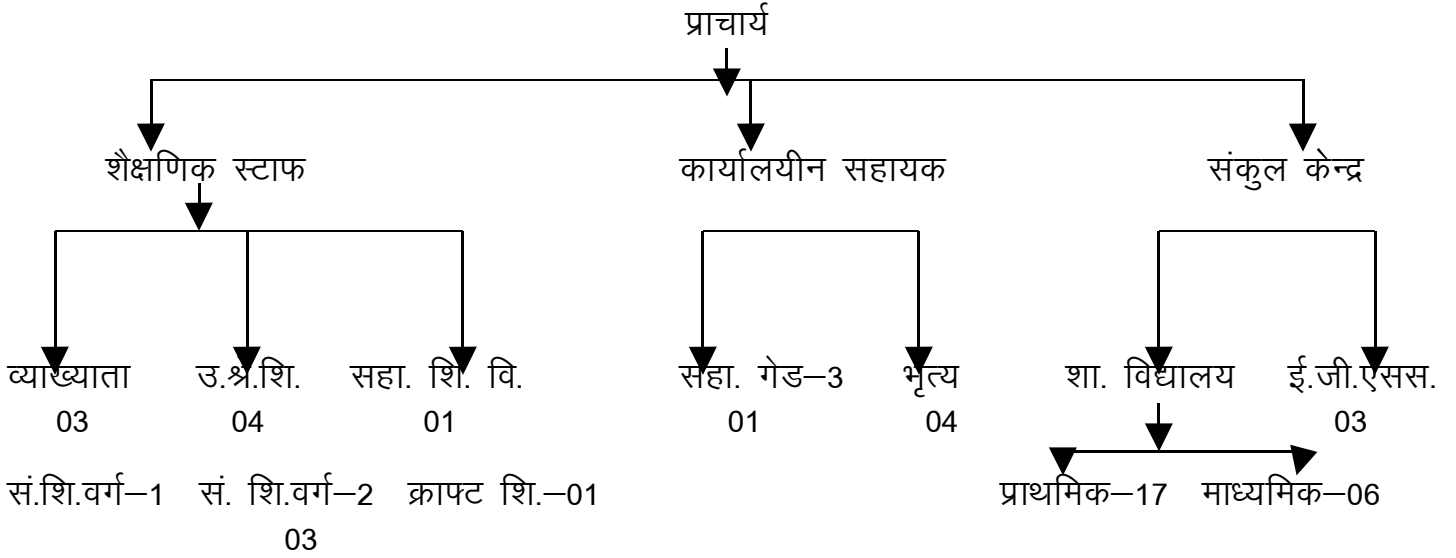 प्राचार्य
शैक्षणिक स्टाफ कार्यालयीन सहायक संकुल केन्द्र
व्याख्याता उ.श्रे.शि. सहा. शि. वि. सहा. गेड–3 भृत्य शा. विद्यालय ई.जी.एसस.
03 04 01 01 04 03
सं.शि.वर्ग–1 सं. शि.वर्ग–2 क्राफ्ट शि.–01 प्राथमिक–17 माध्यमिक–06
03